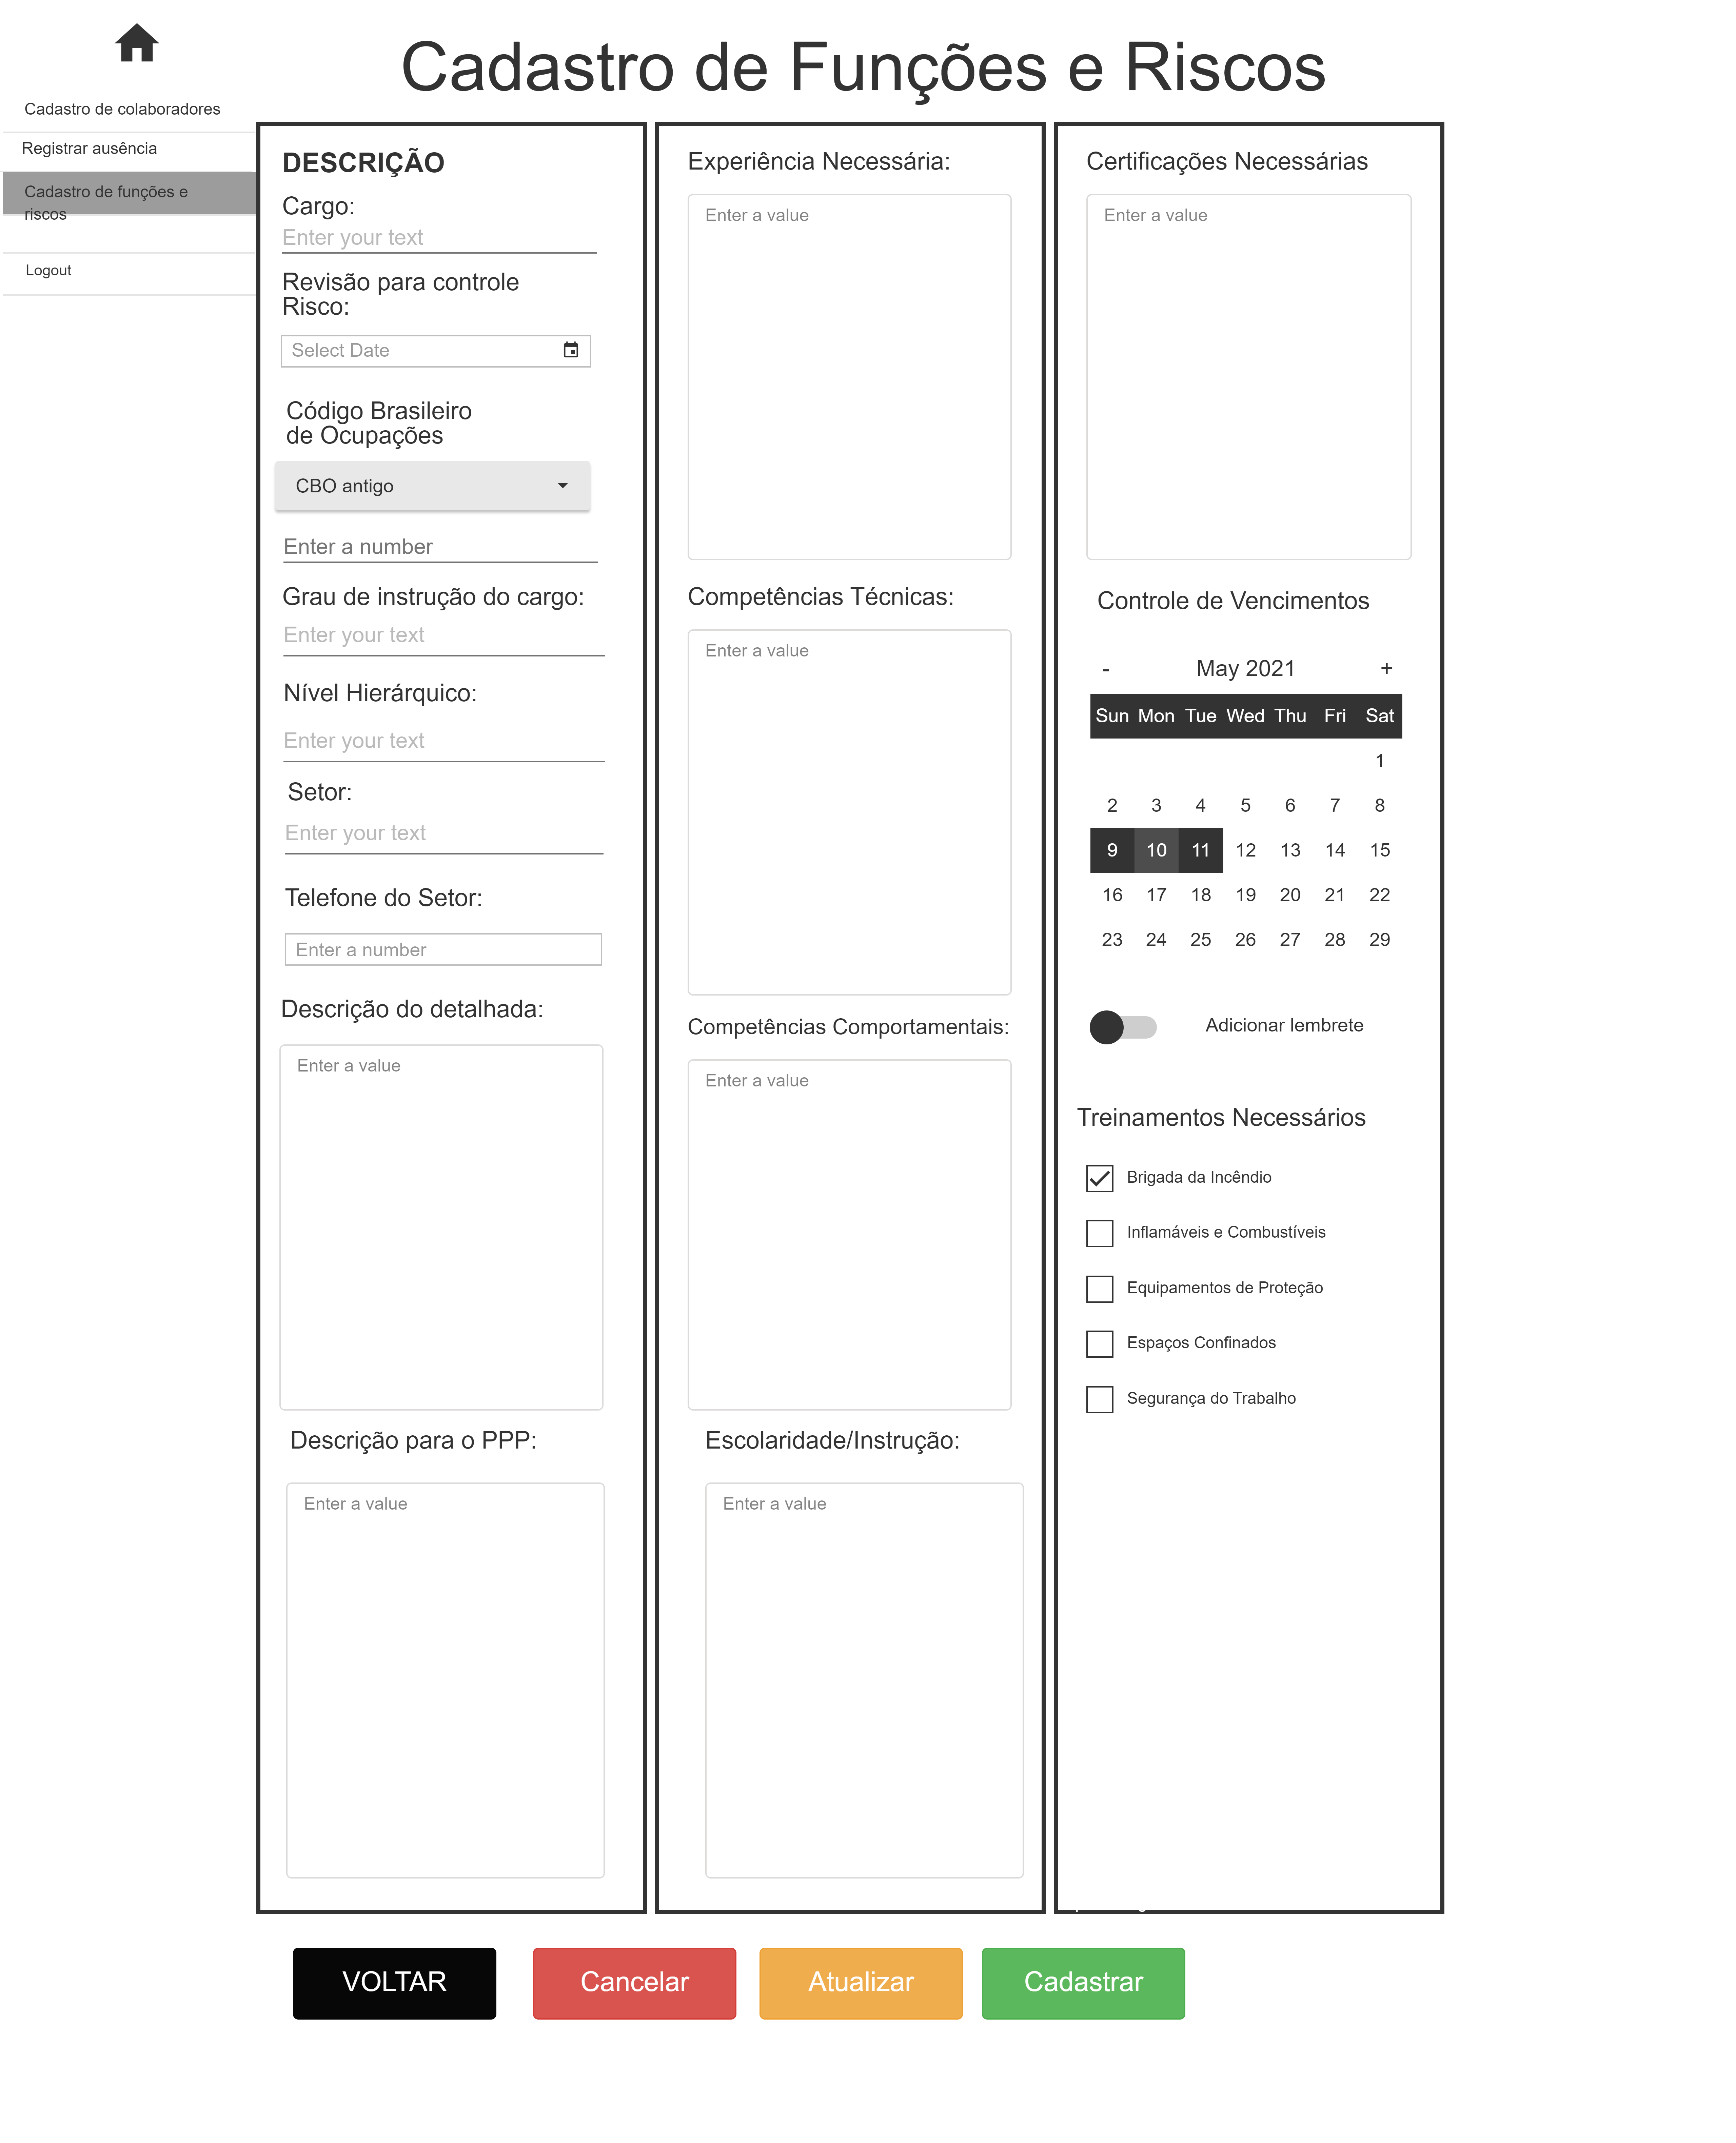 Cadastro de Funções e Riscos
Cadastro de colaboradores
Registrar ausência
Cadastro de funções e
riscos
Logout
DESCRIÇÃO
Cargo:
Enter your text
Revisão para controle
Risco:
Select Date
Código Brasileiro
de Ocupações
CBO antigo
Enter a number
Grau de instrução do cargo:
Enter your text
Nível Hierárquico:
Enter your text
Setor:
Enter your text
Telefone do Setor:
Enter a number
Descrição do detalhada:
Enter a value
Descrição para o PPP:
Enter a value
Experiência Necessária:
Enter a value
Competências Técnicas:
Enter a value
Competências Comportamentais:
Enter a value
Escolaridade/Instrução:
Enter a value
Certificações Necessárias
Enter a value
Controle de Vencimentos
- May 2021 +
Sun Mon Tue Wed Thu Fri Sat
1
2 3 4 5 6 7 8
9 10 11 12 13 14 15
16 17 18 19 20 21 22
23 24 25 26 27 28 29
Adicionar lembrete
Treinamentos Necessários
Brigada da Incêndio
Inflamáveis e Combustíveis
Equipamentos de Proteção
Espaços Confinados
Segurança do Trabalho
VOLTAR
Cancelar
Atualizar
Cadastrar